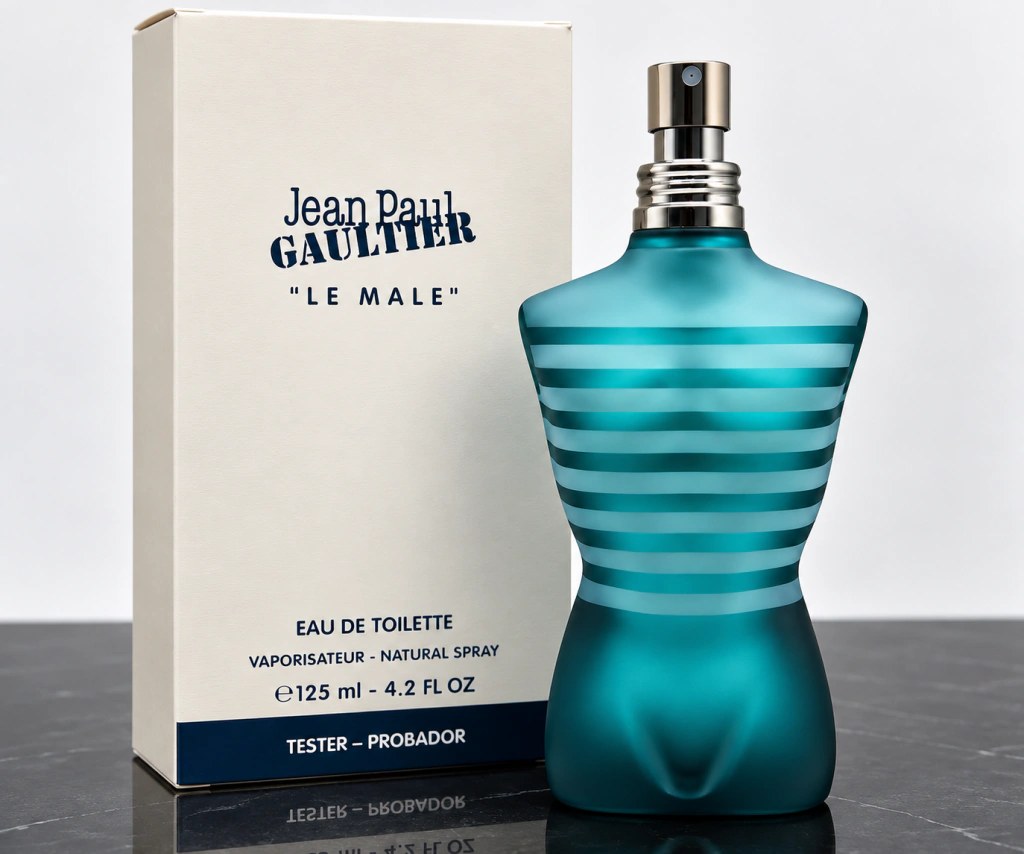 Jean Paul
GAULTIER
"LE MALE"
EAU DE TOILETTE
VAPORISATEUR - NATURAL SPRAY
℮125 ml - 4.2 FL OZ
TESTER – PROBADOR